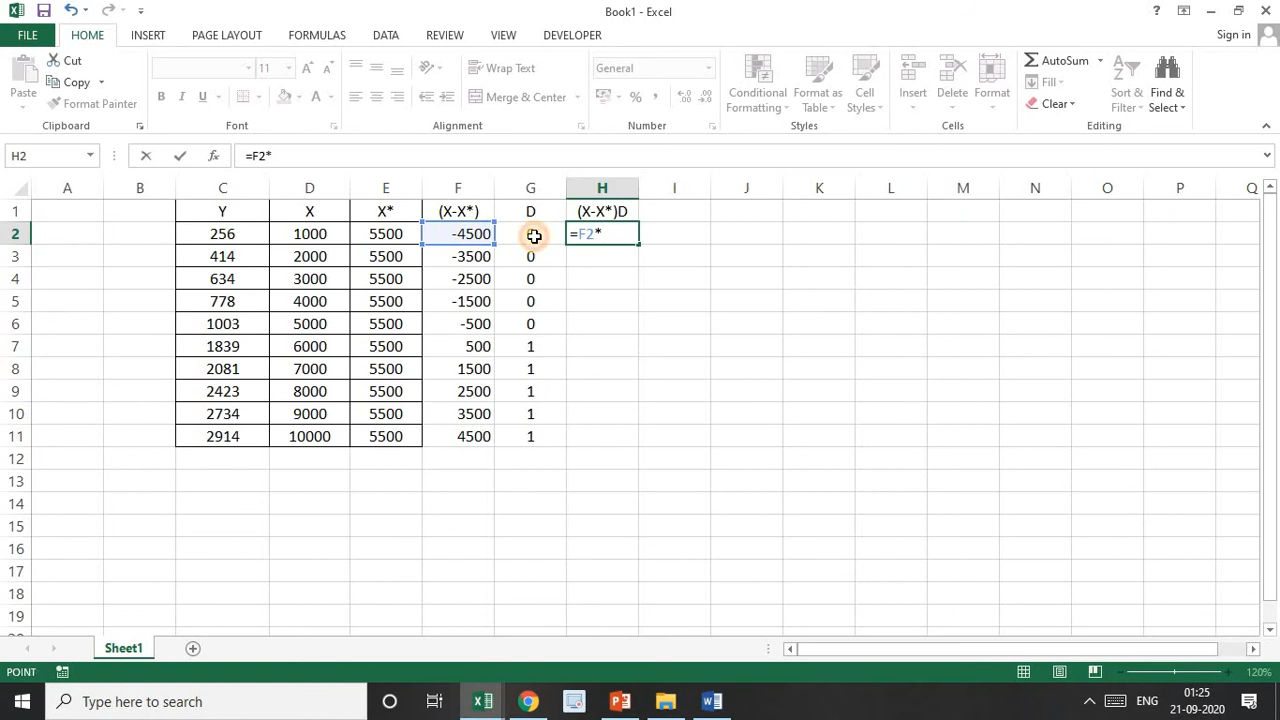 Book1 - Excel
FILE HOME INSERT PAGE LAYOUT FORMULAS DATA REVIEW VIEW DEVELOPER Sign in
Cut
Copy
Format Painter
Paste
Clipboard
11
B I U
A A
A
Font
Wrap Text
Merge & Center
Alignment
General
%
Number
Conditional Formatting
Format as Table
Cell Styles
Styles
Insert Delete Format
Cells
AutoSum
Fill
Clear
Sort & Filter
Find & Select
Editing
H2 fx =F2*
A B C D E F G H I J K L M N O P Q
1 Y X X* (X-X*) D (X-X*)D
2 256 1000 5500 -4500 =F2*
3 414 2000 5500 -3500 0
4 634 3000 5500 -2500 0
5 778 4000 5500 -1500 0
6 1003 5000 5500 -500 0
7 1839 6000 5500 500 1
8 2081 7000 5500 1500 1
9 2423 8000 5500 2500 1
10 2734 9000 5500 3500 1
11 2914 10000 5500 4500 1
12
13
14
15
16
17
18
19
Sheet1
POINT 120%
Type here to search
ENG
01:25
21-09-2020